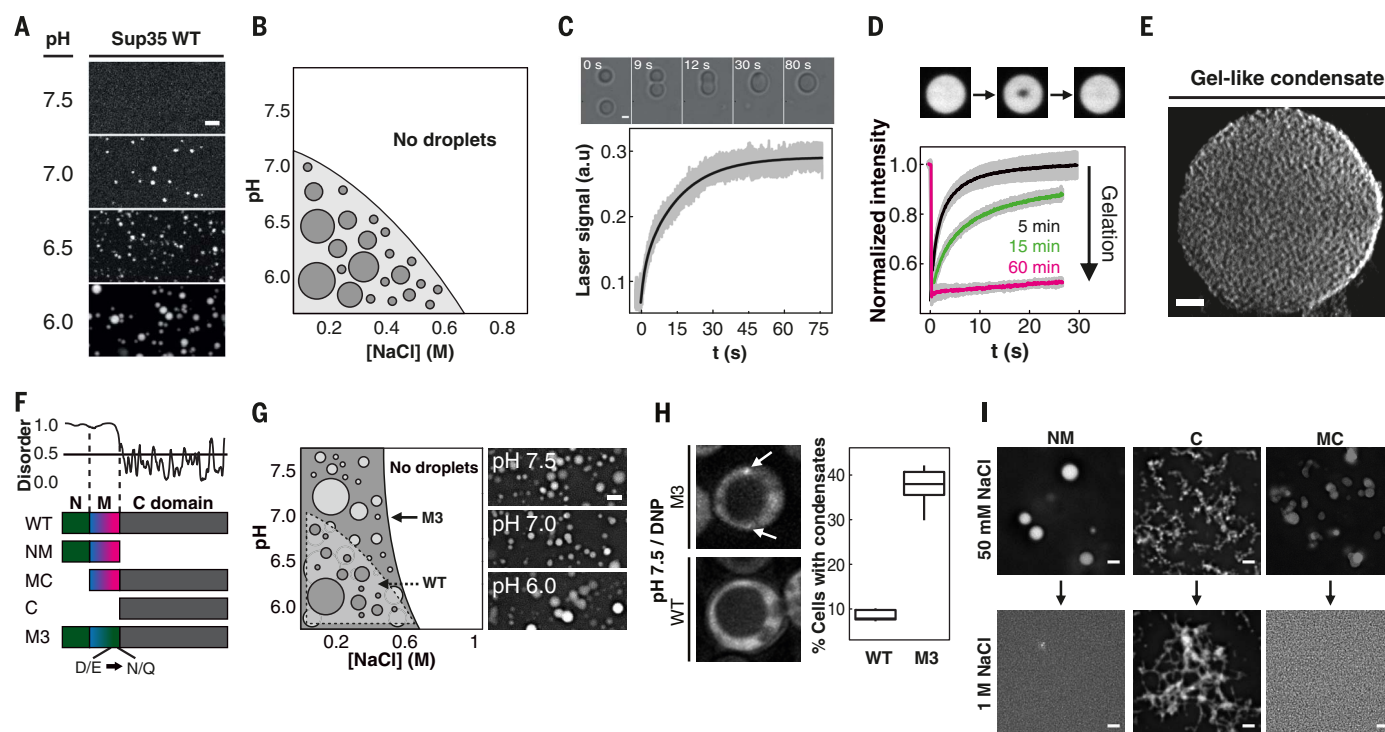 A
pH
Sup35 WT
7.5
7.0
6.5
6.0
B
pH
7.5
7.0
6.5
6.0
No droplets
0.2
0.4
0.6
0.8
[NaCl] (M)
C
0 s
9 s
12 s
30 s
80 s
Laser signal (a.u)
0.3
0.2
0.1
0
15
30
45
60
75
t (s)
D
Normalized intensity
1.0
0.8
0.6
5 min
15 min
60 min
Gelation
0
10
20
30
t (s)
E
Gel-like condensate
F
Disorder
1.0
0.5
0.0
N
M
C domain
WT
NM
MC
C
M3
D/E
N/Q
G
pH
7.5
7.0
6.5
6.0
No droplets
M3
WT
0.2
0.6
1
[NaCl] (M)
pH 7.5
pH 7.0
pH 6.0
H
pH 7.5 / DNP
M3
WT
% Cells with condensates
40
30
20
10
WT
M3
I
NM
C
MC
50 mM NaCl
1 M NaCl